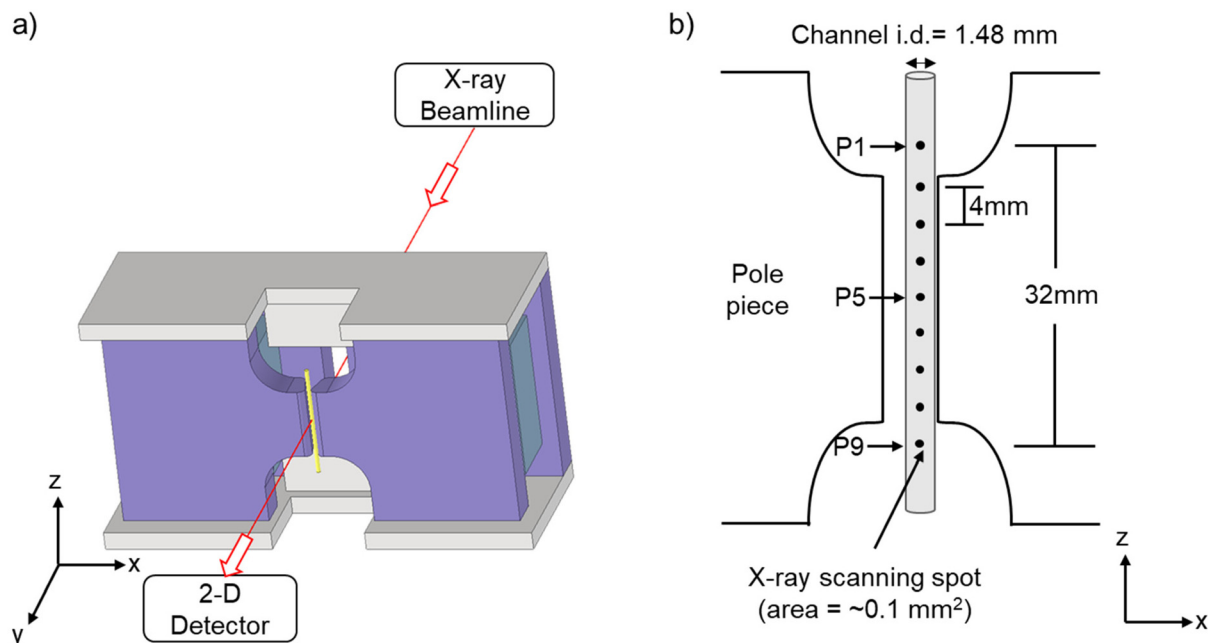 a)
X-ray
Beamline
z
x
y
2-D
Detector
b)
Channel i.d.= 1.48 mm
P1
4mm
Pole
piece
P5
32mm
P9
X-ray scanning spot
(area = ~0.1 mm²)
z
x